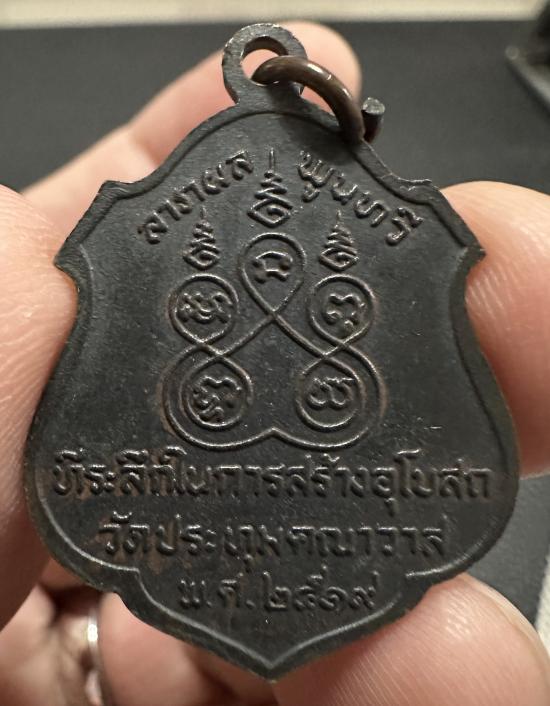 ลาภผล พูนทวี
ที่ระลึกในการสร้างอุโบสถ
วัดประทุมคณาวาส
พ.ศ.๒๕๑๙